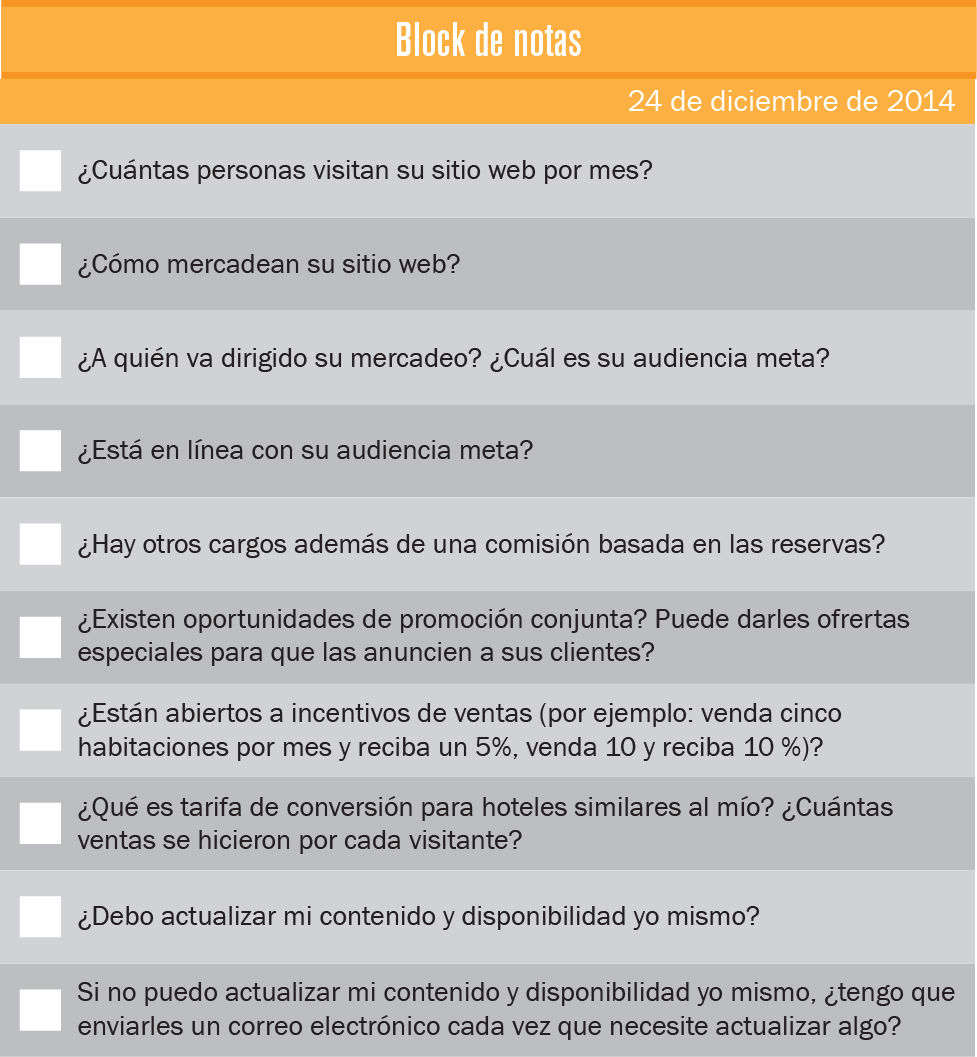 Block de notas
24 de diciembre de 2014
¿Cuántas personas visitan su sitio web por mes?
¿Cómo mercadean su sitio web?
¿A quién va dirigido su mercadeo? ¿Cuál es su audiencia meta?
¿Está en línea con su audiencia meta?
¿Hay otros cargos además de una comisión basada en las reservas?
¿Existen oportunidades de promoción conjunta? Puede darles ofrertas
especiales para que las anuncien a sus clientes?
¿Están abiertos a incentivos de ventas (por ejemplo: venda cinco
habitaciones por mes y reciba un 5%, venda 10 y reciba 10 %)?
¿Qué es tarifa de conversión para hoteles similares al mío? ¿Cuántas
ventas se hicieron por cada visitante?
¿Debo actualizar mi contenido y disponibilidad yo mismo?
Si no puedo actualizar mi contenido y disponibilidad yo mismo, ¿tengo que
enviarles un correo electrónico cada vez que necesite actualizar algo?